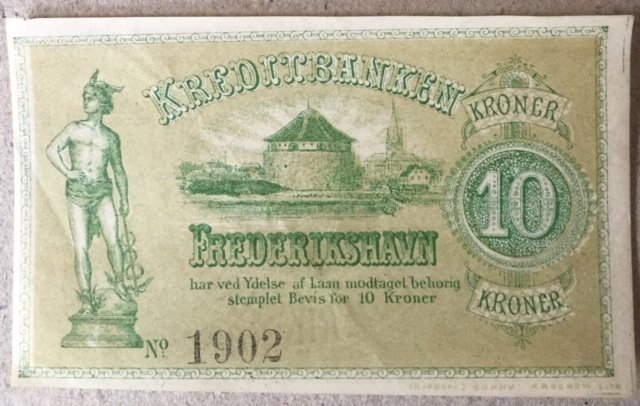 KREDITBANKEN
KRONER
10
FREDERIKSHAVN
har ved Ydelse af Laan modtaget behørig
stemplet Bevis for 10 Kroner
KRONER
No 1902